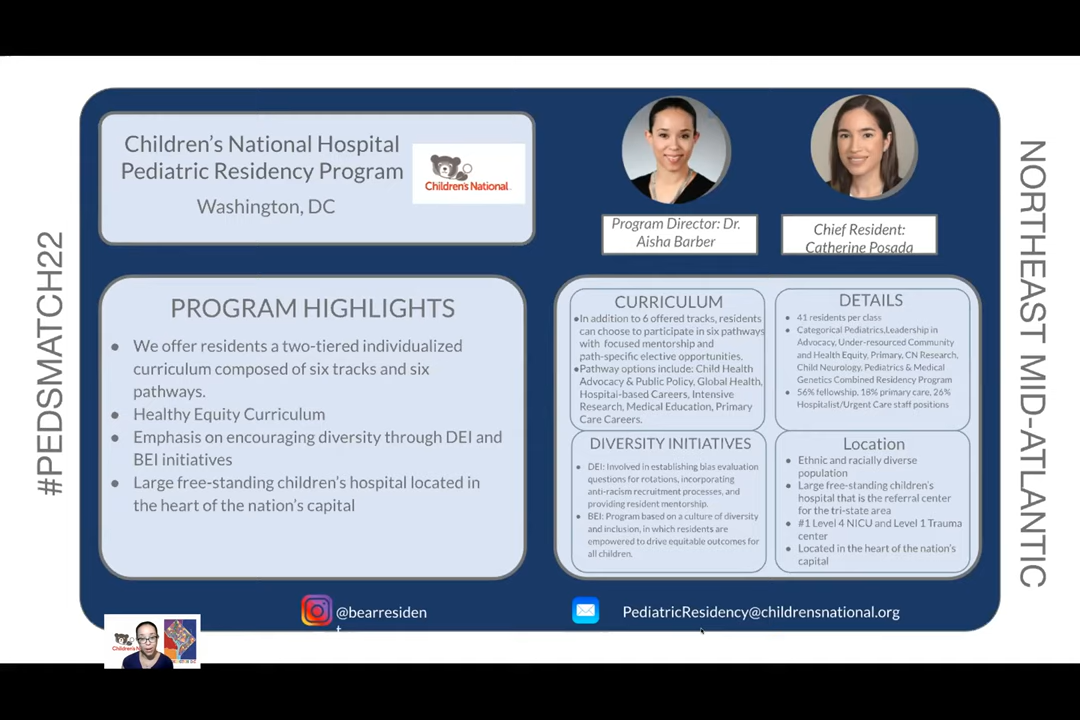 #PEDSMATCH22
Children's National Hospital
Pediatric Residency Program
Washington, DC
Children's National
Program Director: Dr.
Aisha Barber
Chief Resident:
Catherine Posada
PROGRAM HIGHLIGHTS
● We offer residents a two-tiered individualized
curriculum composed of six tracks and six
pathways.
● Healthy Equity Curriculum
● Emphasis on encouraging diversity through DEI and
BEI initiatives
● Large free-standing children's hospital located in
the heart of the nation's capital
CURRICULUM
●In addition to 6 offered tracks, residents
can choose to participate in six pathways
with focused mentorship and
path-specific elective opportunities.
●Pathway options include: Child Health
Advocacy & Public Policy, Global Health,
Hospital-based Careers, Intensive
Research, Medical Education, Primary
Care Careers.
DETAILS
● 41 residents per class
● Categorical Pediatrics,Leadership in
Advocacy, Under-resourced Community
and Health Equity, Primary, CN Research,
Child Neurology, Pediatrics & Medical
Genetics Combined Residency Program
● 56% fellowship, 18% primary care, 26%
Hospitalist/Urgent Care staff positions
DIVERSITY INITIATIVES
● DEI: Involved in establishing bias evaluation
questions for rotations, incorporating
anti-racism recruitment processes, and
providing resident mentorship.
● BEI: Program based on a culture of diversity
and inclusion, in which residents are
empowered to drive equitable outcomes for
all children.
Location
● Ethnic and racially diverse
population
● Large free-standing children's
hospital that is the referral center
for the tri-state area
● #1 Level 4 NICU and Level 1 Trauma
center
● Located in the heart of the nation's
capital
@bearresiden
t
PediatricResidency@childrensnational.org
NORTHEAST MID-ATLANTIC